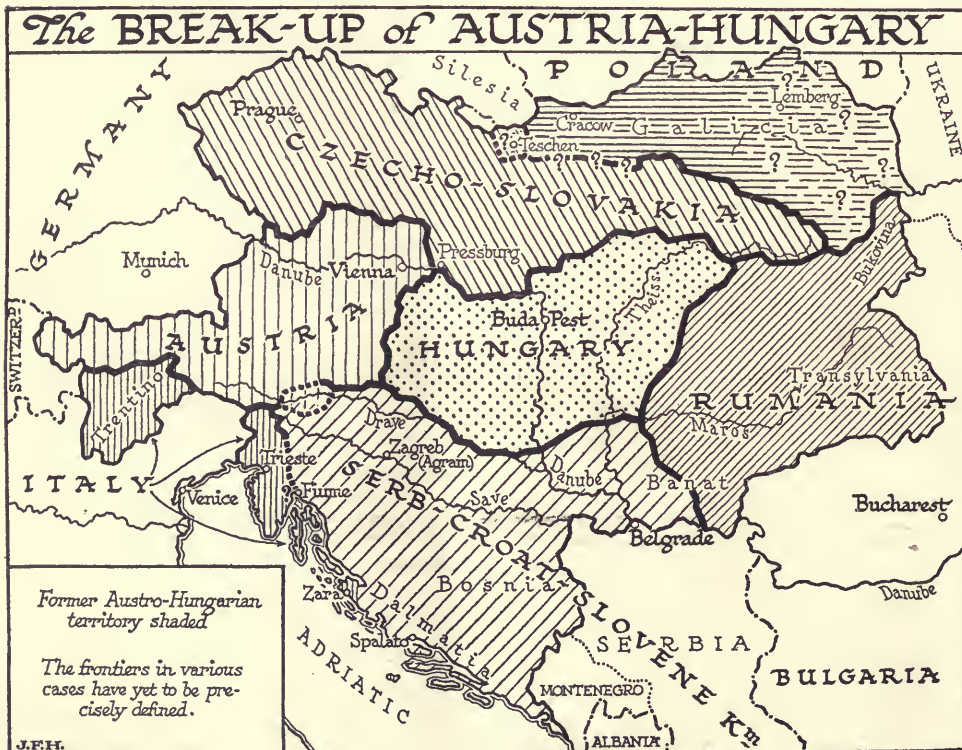 The BREAK-UP of AUSTRIA-HUNGARY
GERMANY
Silesia
POLAND
UKRAINE
Prague
Cracow
Galicia
Lemberg
?
?
?
?
?
?
?
?
?
Teschen
CZECHO-SLOVAKIA
Munich
Danube
Vienna
Pressburg
Bukovina
SWITZERD.
AUSTRIA
Buda Pest
Theiss
HUNGARY
Transylvania
RUMANIA
Maros
Trentino
Drave
Zagreb
(Agram)
Danube
Banat
Trieste
ITALY
Venice
Fiume
Save
SERB-CROAT-SLOVENE Km
Belgrade
Bucharest
Danube
Bosnia
Zara
Dalmatia
Spalato
ADRIATIC
SERBIA
BULGARIA
MONTENEGRO
ALBANIA
Former Austro-Hungarian
territory shaded
The frontiers in various
cases have yet to be pre-
cisely defined.
J.F.H.